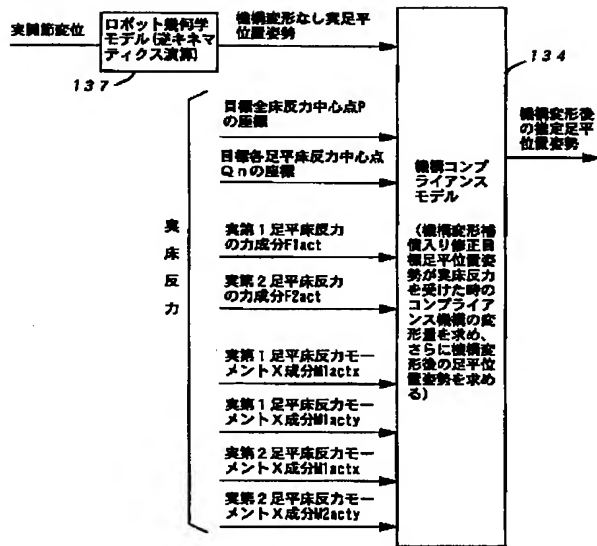 実関節変位
ロボット幾何学
モデル(逆キネマ
ティクス演算)
137
機構変形なし実足平
位置姿勢
134
機構変形後
の推定足平
位置姿勢
実床反力
目標全床反力中心点P
の座標
目標各足平床反力中心点
Qnの座標
実第1足平床反力
の力成分F1act
実第2足平床反力
の力成分F2act
実第1足平床反力モー
メントX成分M1actx
実第1足平床反力モー
メントX成分M1acty
実第2足平床反力モー
メントX成分M1actx
実第2足平床反力モー
メントX成分M2acty
機構コンプ
ライアンス
モデル
(機構変形補
償入り修正目
標足平位置姿
勢が実床反力
を受けた時の
コンプライア
ンス機構の変
形量を求め、
さらに機構変
形後の足平位
置姿勢を求め
る)